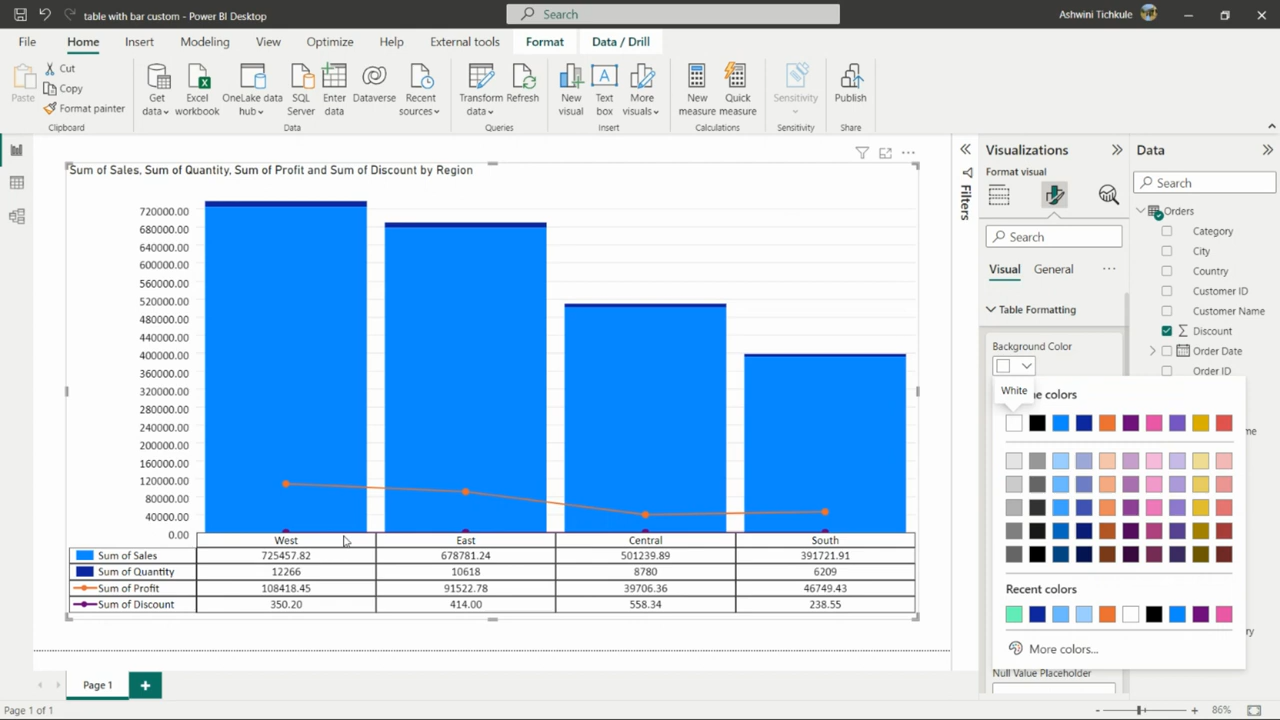 table with bar custom - Power BI Desktop
Search
Ashwini Tichkule
File Home Insert Modeling View Optimize Help External tools Format Data / Drill
Paste
Cut
Copy
Format painter
Clipboard
Get data
Excel workbook
OneLake data hub
SQL Server
Enter data
Dataverse
Recent sources
Data
Transform data
Refresh
Queries
New visual
Text box
More visuals
Insert
New measure
Quick measure
Calculations
Sensitivity
Sensitivity
Publish
Share
Sum of Sales, Sum of Quantity, Sum of Profit and Sum of Discount by Region
720000.00
680000.00
640000.00
600000.00
560000.00
520000.00
480000.00
440000.00
400000.00
360000.00
320000.00
280000.00
240000.00
200000.00
160000.00
120000.00
80000.00
40000.00
0.00
West East Central South
Sum of Sales 725457.82 678781.24 501239.89 391721.91
Sum of Quantity 12266 10618 8780 6209
Sum of Profit 108418.45 91522.78 39706.36 46749.43
Sum of Discount 350.20 414.00 558.34 238.55
Filters
Visualizations
Format visual
Search
Visual General
Table Formatting
Background Color
White
colors
Recent colors
More colors...
Null Value Placeholder
Data
Search
Orders
Category
City
Country
Customer ID
Customer Name
Discount
Order Date
Order ID
Page 1
Page 1 of 1
86%